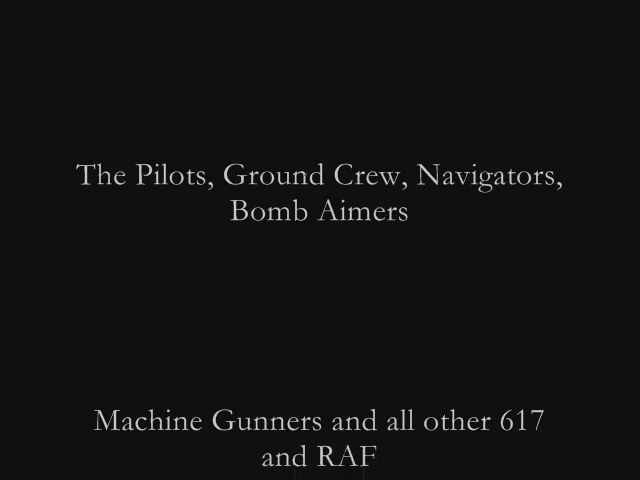 The Pilots, Ground Crew, Navigators,
Bomb Aimers
Machine Gunners and all other 617
and RAF